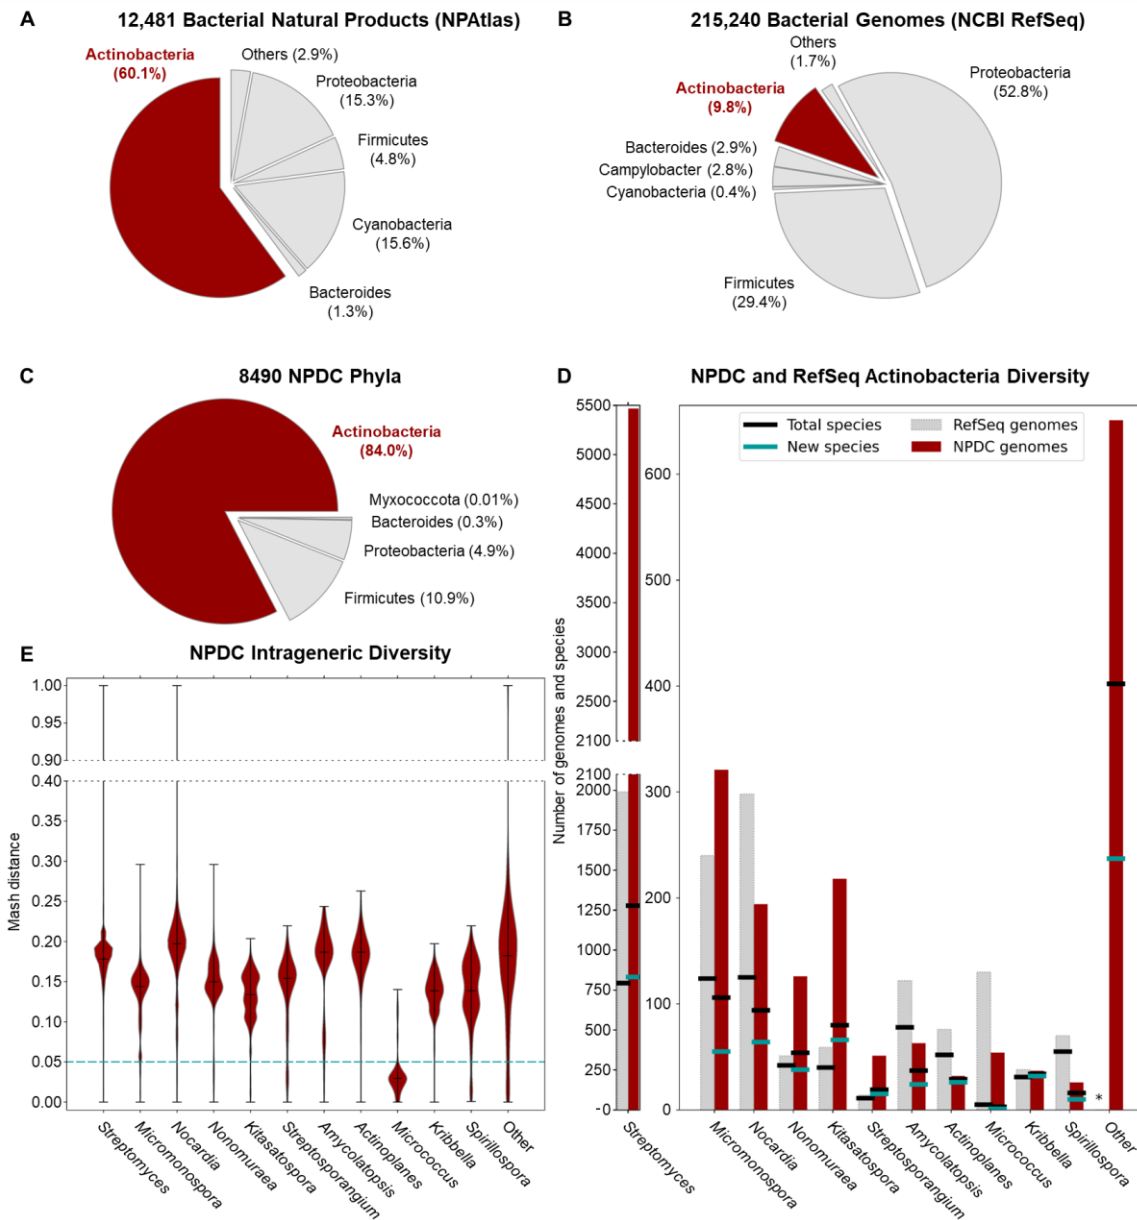 A
12,481 Bacterial Natural Products (NPAtlas)
Actinobacteria
(60.1%)
Others (2.9%)
Proteobacteria
(15.3%)
Firmicutes
(4.8%)
Cyanobacteria
(15.6%)
Bacteroides
(1.3%)
B
215,240 Bacterial Genomes (NCBI RefSeq)
Others
(1.7%)
Proteobacteria
(52.8%)
Actinobacteria
(9.8%)
Bacteroides (2.9%)
Campylobacter (2.8%)
Cyanobacteria (0.4%)
Firmicutes
(29.4%)
C
8490 NPDC Phyla
Actinobacteria
(84.0%)
Myxococcota (0.01%)
Bacteroides (0.3%)
Proteobacteria (4.9%)
Firmicutes (10.9%)
D
NPDC and RefSeq Actinobacteria Diversity
Total species
New species
RefSeq genomes
NPDC genomes
Number of genomes and species
5500
5000
4500
4000
3500
3000
2500
2100
2100
2000
1750
1500
1250
1000
750
500
250
0
600
500
400
300
200
100
0
*
Streptomyces
Micromonospora
Nocardia
Nonomuraea
Kitasatospora
Streptosporangium
Amycolatopsis
Actinoplanes
Micrococcus
Kribbella
Spirillospora
Other
E
NPDC Intrageneric Diversity
Mash distance
1.00
0.95
0.90
0.40
0.35
0.30
0.25
0.20
0.15
0.10
0.05
0.00
Streptomyces
Micromonospora
Nocardia
Nonomuraea
Kitasatospora
Streptosporangium
Amycolatopsis
Actinoplanes
Micrococcus
Kribbella
Spirillospora
Other